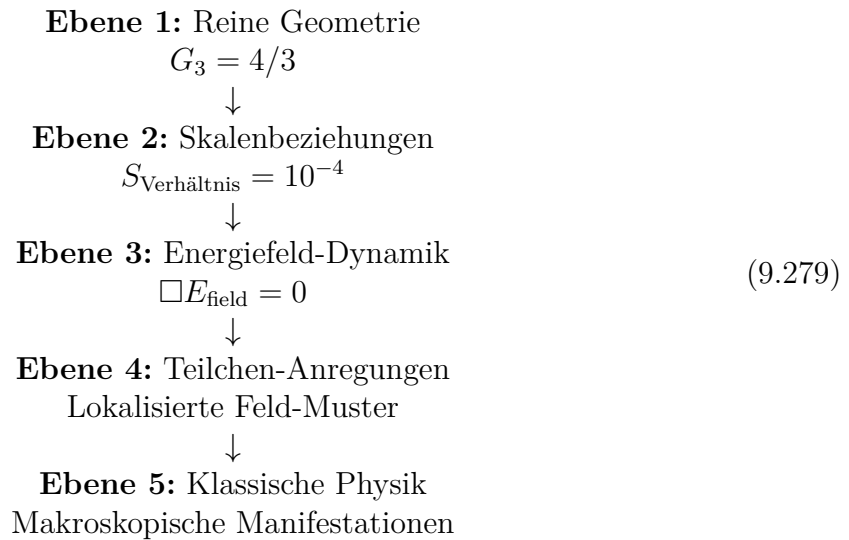 Ebene 1: Reine Geometrie
G₃ = 4/3
↓
Ebene 2: Skalenbeziehungen
S_Verhältnis = 10⁻⁴
↓
Ebene 3: Energiefeld-Dynamik
□E_field = 0
(9.279)
↓
Ebene 4: Teilchen-Anregungen
Lokalisierte Feld-Muster
↓
Ebene 5: Klassische Physik
Makroskopische Manifestationen